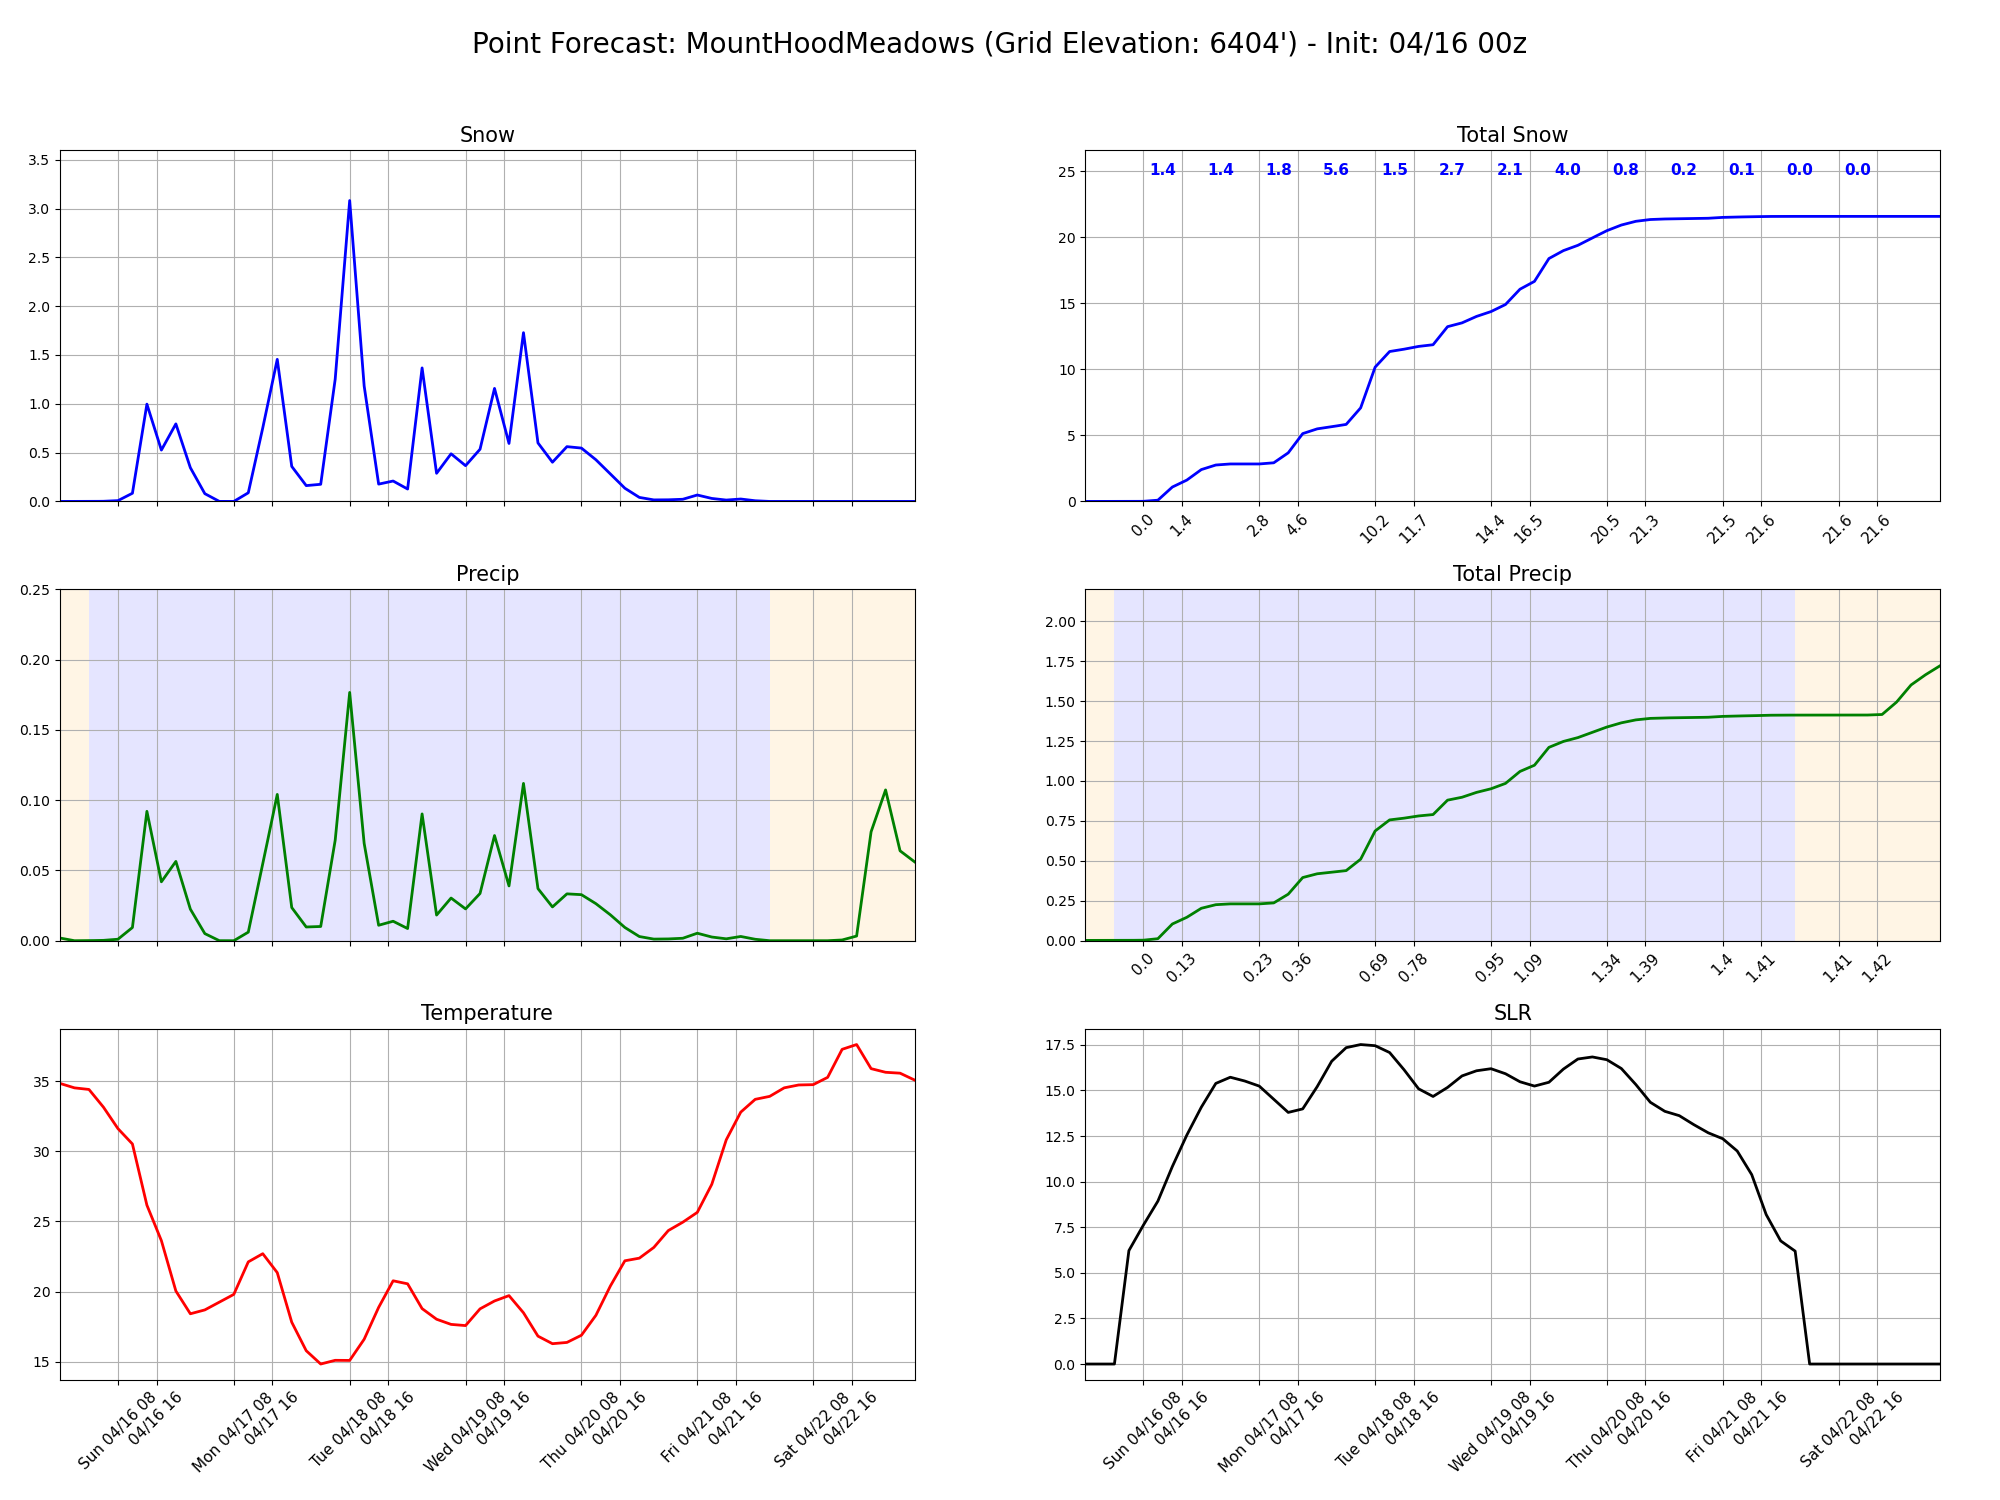 Point Forecast: MountHoodMeadows (Grid Elevation: 6404') - Init: 04/16 00z
Snow
3.5
3.0
2.5
2.0
1.5
1.0
0.5
0.0
Total Snow
1.4 1.4 1.8 5.6 1.5 2.7 2.1 4.0 0.8 0.2 0.1 0.0 0.0
25
20
15
10
5
0
0.0 1.4 2.8 4.6 10.2 11.7 14.4 16.5 20.5 21.3 21.5 21.6 21.6 21.6
Precip
0.25
0.20
0.15
0.10
0.05
0.00
Total Precip
2.00
1.75
1.50
1.25
1.00
0.75
0.50
0.25
0.00
0.0 0.13 0.23 0.36 0.69 0.78 0.95 1.09 1.34 1.39 1.4 1.41 1.41 1.42
Temperature
35
30
25
20
15
Sun 04/16 08
04/16 16
Mon 04/17 08
04/17 16
Tue 04/18 08
04/18 16
Wed 04/19 08
04/19 16
Thu 04/20 08
04/20 16
Fri 04/21 08
04/21 16
Sat 04/22 08
04/22 16
SLR
17.5
15.0
12.5
10.0
7.5
5.0
2.5
0.0
Sun 04/16 08
04/16 16
Mon 04/17 08
04/17 16
Tue 04/18 08
04/18 16
Wed 04/19 08
04/19 16
Thu 04/20 08
04/20 16
Fri 04/21 08
04/21 16
Sat 04/22 08
04/22 16